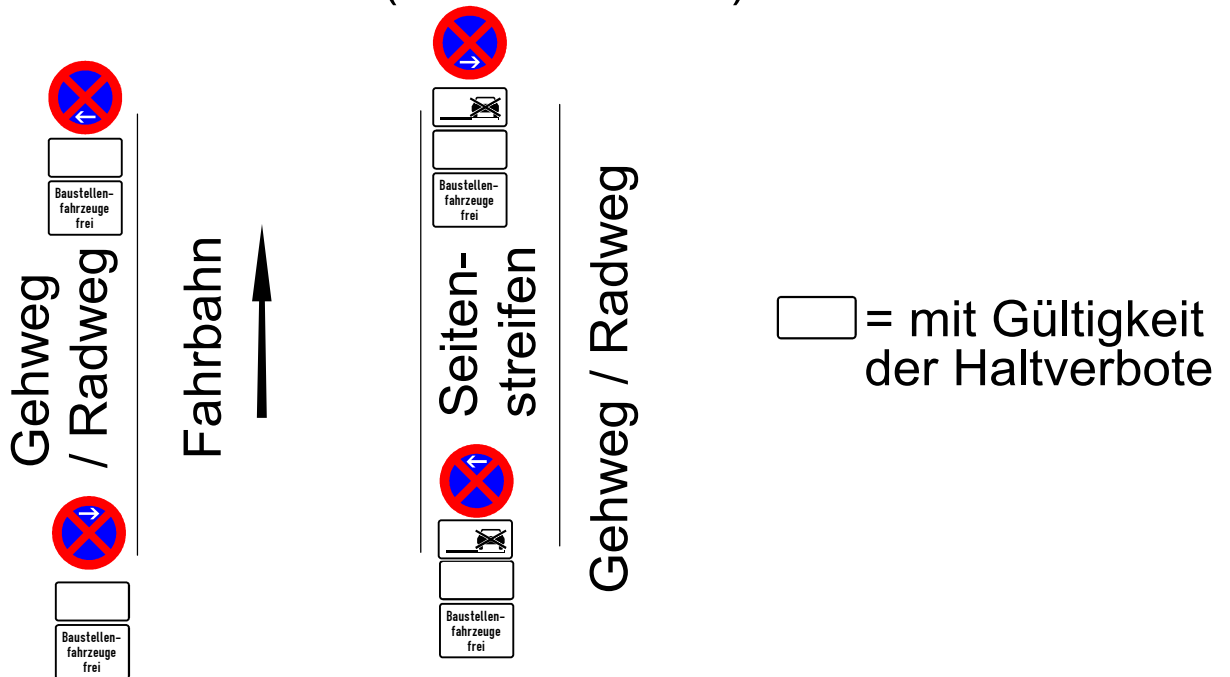 Baustellen-
fahrzeuge
frei
Baustellen-
fahrzeuge
frei
Gehweg
/ Radweg
Fahrbahn
Seiten-
streifen
Gehweg / Radweg
= mit Gültigkeit
der Haltverbote
Baustellen-
fahrzeuge
frei
Baustellen-
fahrzeuge
frei